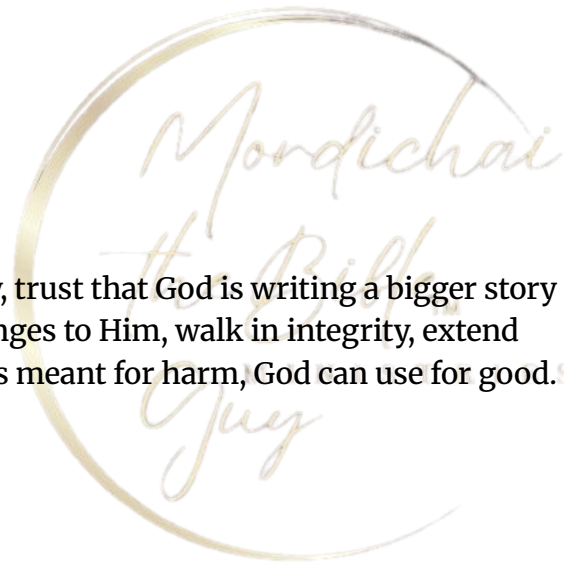 Mordichai
the Bible
, trust that God is writing a bigger story
nges to Him, walk in integrity, extend
s meant for harm, God can use for good.
Guy